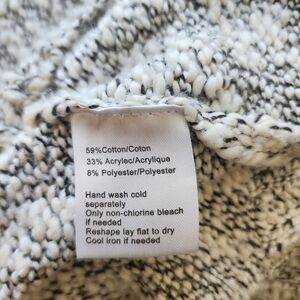 59%Cotton/Coton
33% Acrylec/Acrylique
8% Polyester/Polyester
Hand wash cold
separately
Only non-chlorine bleach
if needed
Reshape lay flat to dry
Cool iron if needed